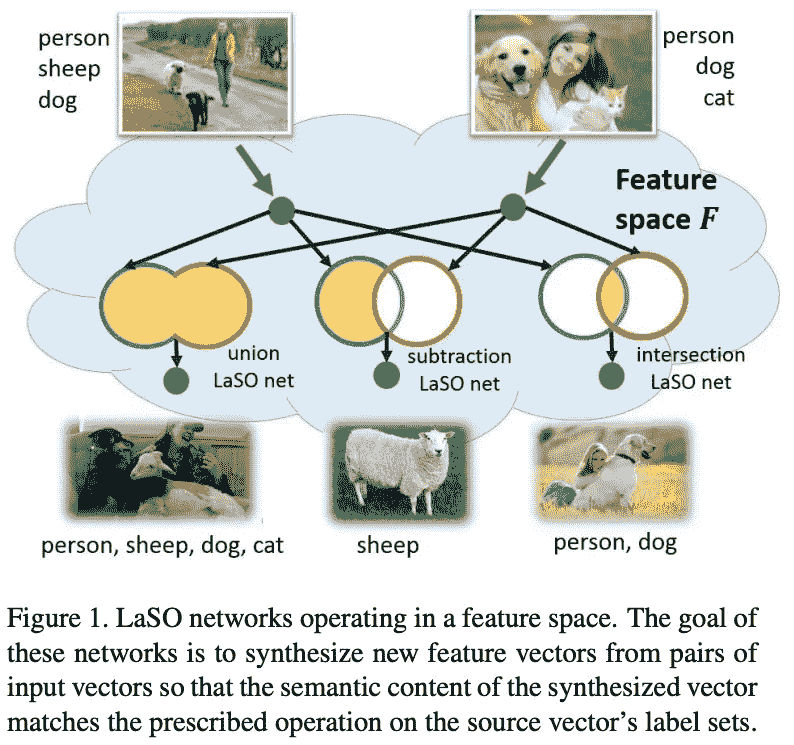 person
sheep
dog
person
dog
cat
Feature
space F
union
LaSO net
subtraction
LaSO net
intersection
LaSO net
person, sheep, dog, cat
sheep
person, dog
Figure 1. LaSO networks operating in a feature space. The goal of
these networks is to synthesize new feature vectors from pairs of
input vectors so that the semantic content of the synthesized vector
matches the prescribed operation on the source vector's label sets.